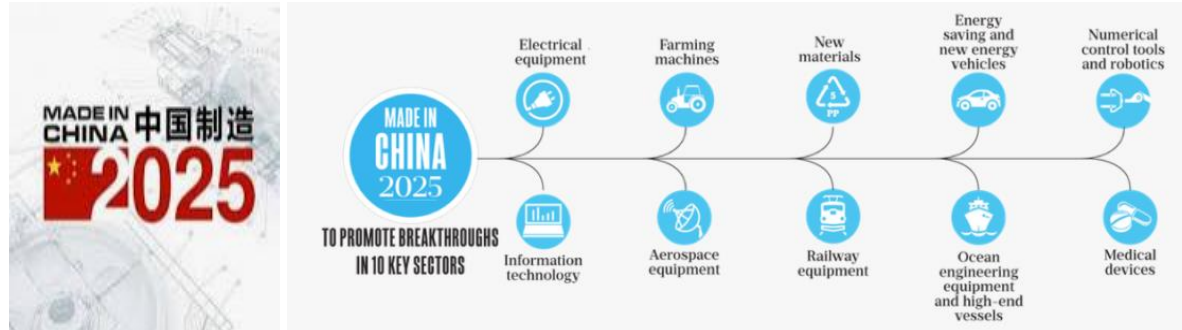 MADE IN
CHINA 中国制造
2025
MADE IN
CHINA
2025
TO PROMOTE BREAKTHROUGHS
IN 10 KEY SECTORS
Electrical
equipment
Farming
machines
New
materials
5
PP
Energy
saving and
new energy
vehicles
Numerical
control tools
and robotics
Information
technology
Aerospace
equipment
Railway
equipment
Ocean
engineering
equipment
and high-end
vessels
Medical
devices